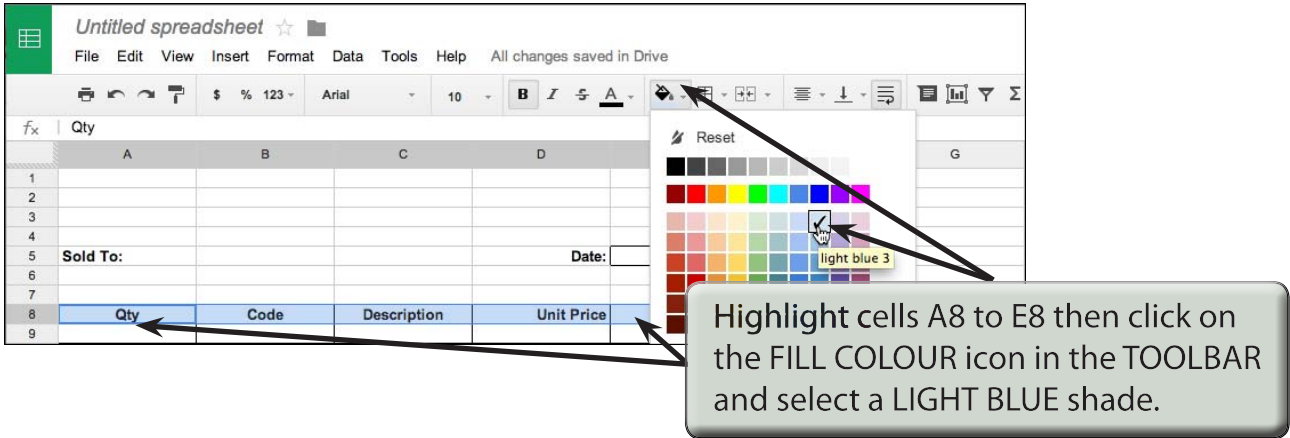 Untitled spreadsheet
File Edit View Insert Format Data Tools Help All changes saved in Drive
$ % 123 Arial 10 B I S A Σ
fx Qty
Reset
A B C D G
1
2
3
4
5 Sold To: Date:
light blue 3
6
7
8 Qty Code Description Unit Price
9
Highlight cells A8 to E8 then click on
the FILL COLOUR icon in the TOOLBAR
and select a LIGHT BLUE shade.